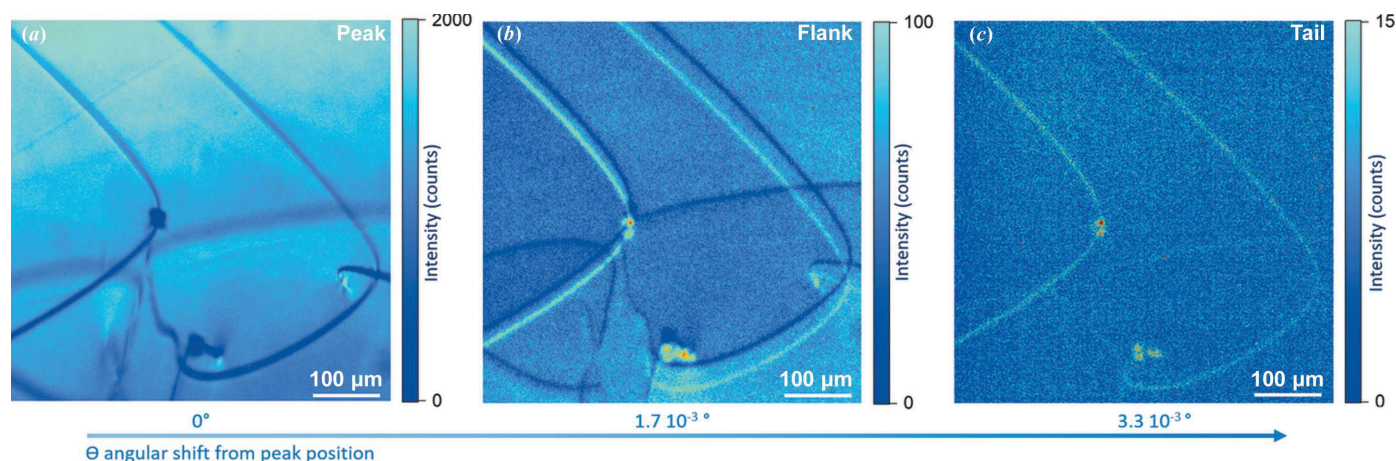 (a) Peak
100 µm
2000
Intensity (counts)
0
(b) Flank
100 µm
100
Intensity (counts)
0
(c) Tail
100 µm
15
Intensity (counts)
0
0° 1.7 10⁻³ ° 3.3 10⁻³ °
Θ angular shift from peak position